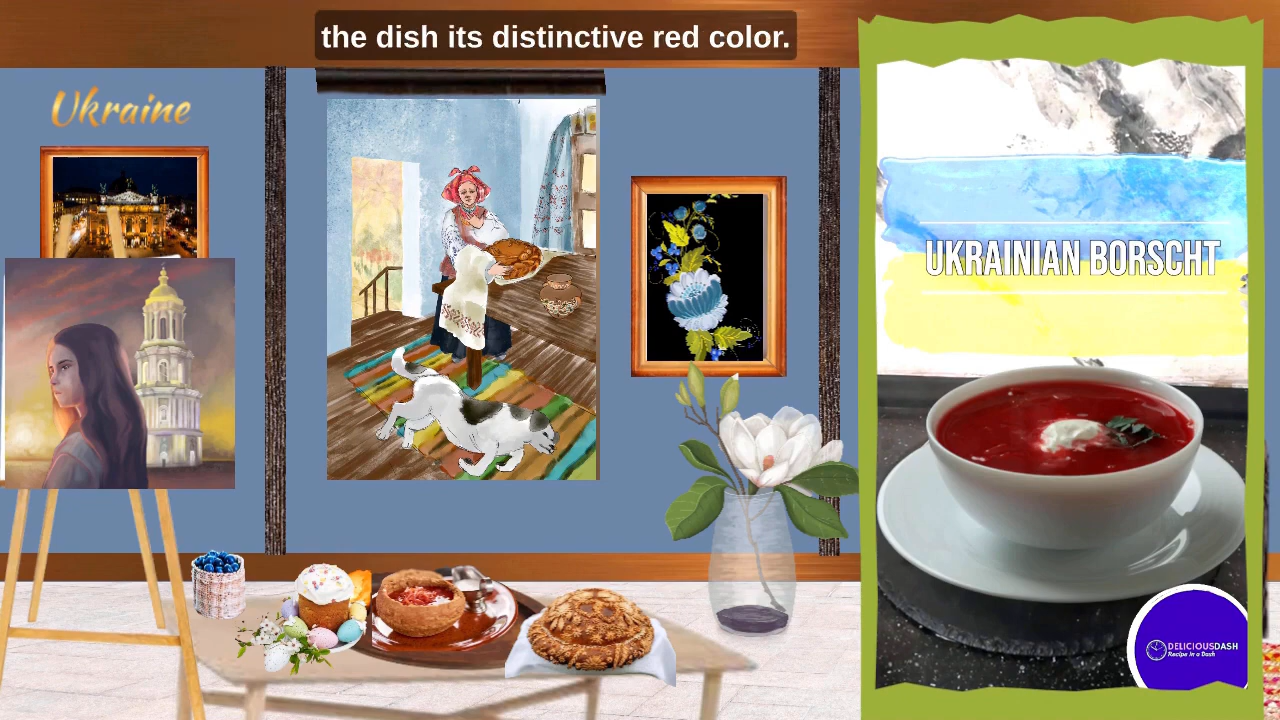 the dish its distinctive red color.
Ukraine
UKRAINIAN BORSCHT
DELICIOUSDASH
Recipe in a Dash